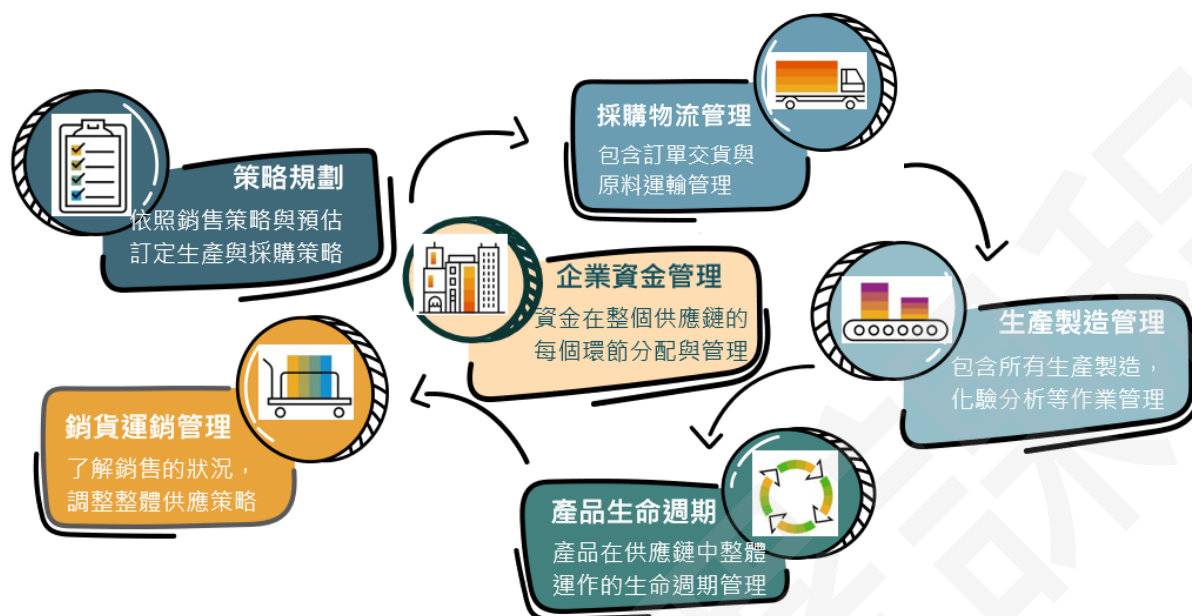 策略規劃
依照銷售策略與預估
訂定生產與採購策略
採購物流管理
包含訂單交貨與
原料運輸管理
企業資金管理
資金在整個供應鏈的
每個環節分配與管理
生產製造管理
包含所有生產製造，
化驗分析等作業管理
產品生命週期
產品在供應鏈中整體
運作的生命週期管理
銷貨運銷管理
了解銷售的狀況，
調整整體供應策略